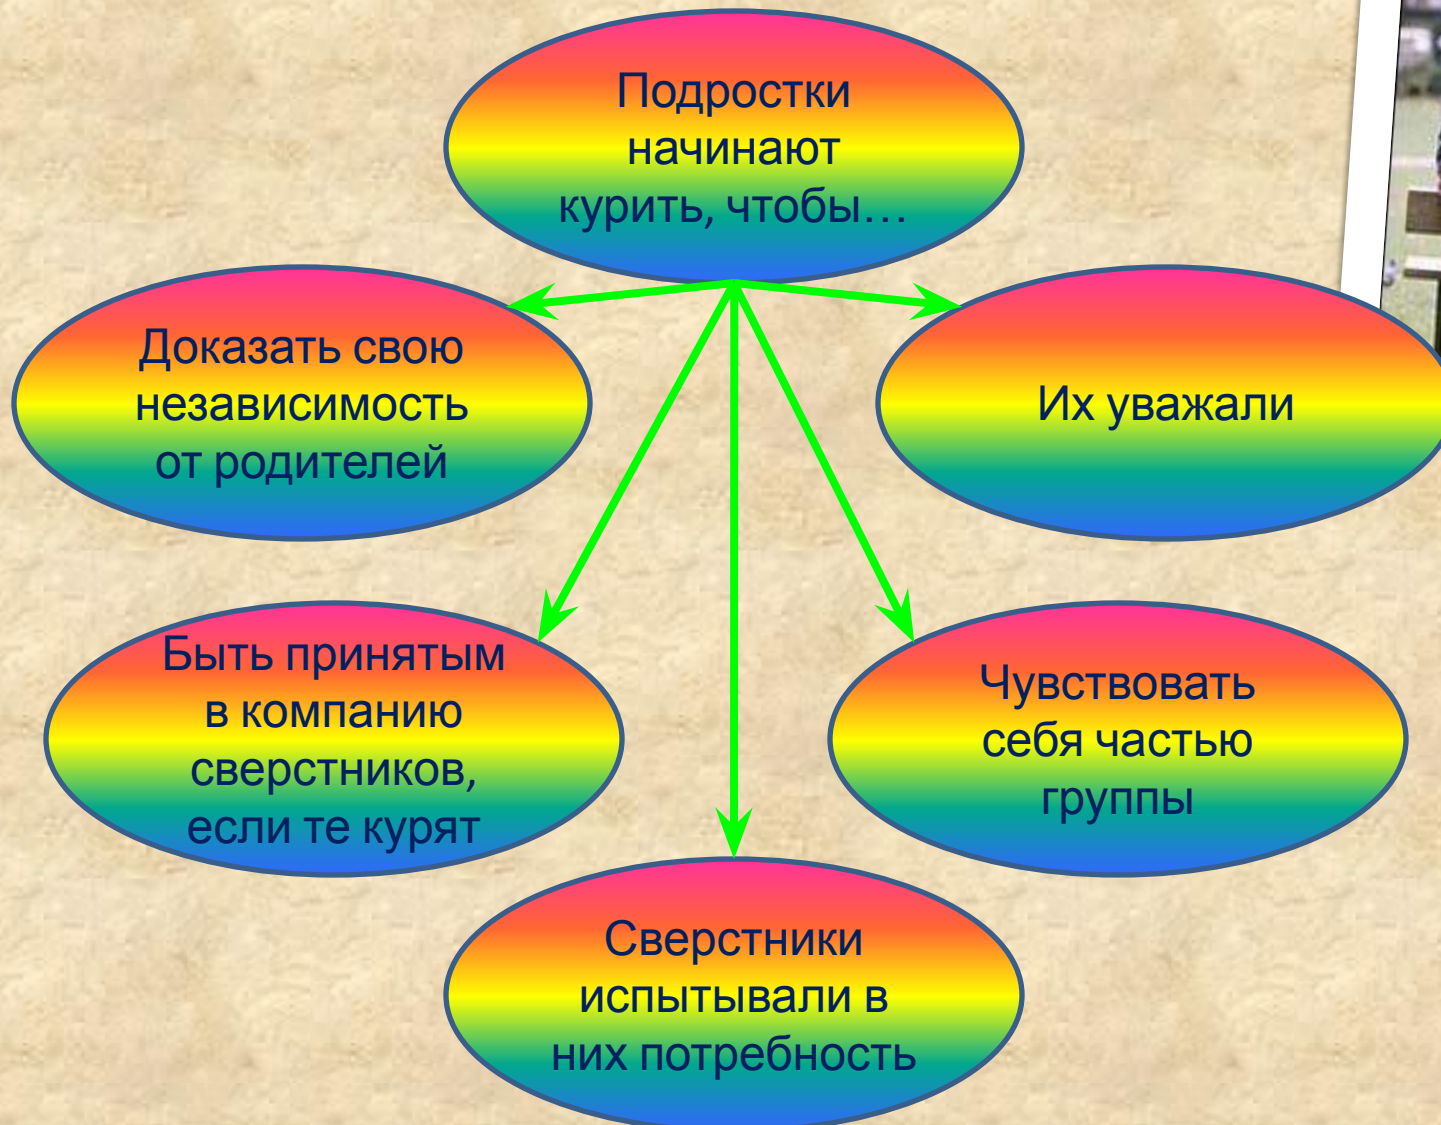 Подростки
начинают
курить, чтобы…
Доказать свою
независимость
от родителей
Их уважали
Быть принятым
в компанию
сверстников,
если те курят
Чувствовать
себя частью
группы
Сверстники
испытывали в
них потребность